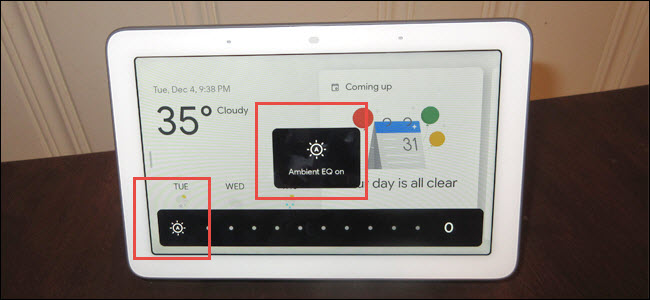 Tue, Dec 4, 9:38 PM
35° Cloudy
Coming up
31
A
Ambient EQ on
TUE
WED
ur day is all clear
A
0